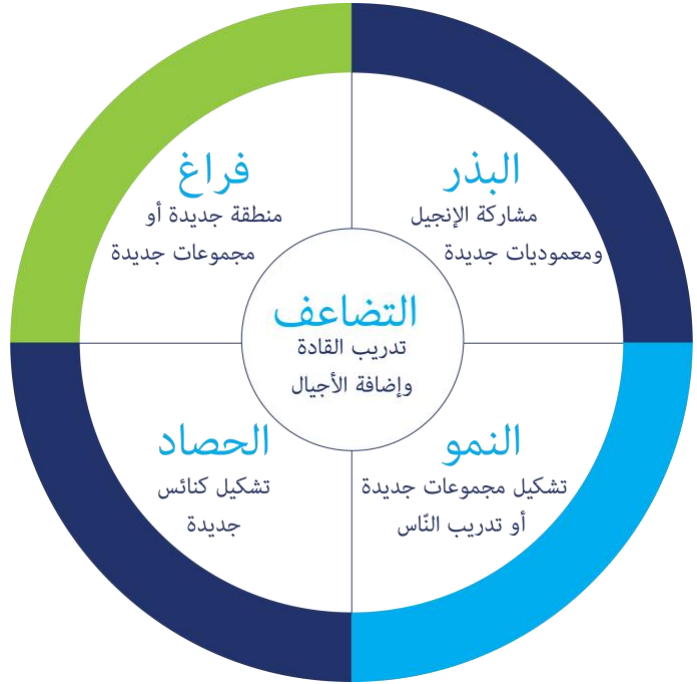 فراغ
منطقة جديدة أو
مجموعات جديدة
البذر
مشاركة الإنجيل
ومعموديات جديدة
التضاعف
تدريب القادة
وإضافة الأجيال
النمو
تشكيل مجموعات جديدة
أو تدريب النّاس
الحصاد
تشكيل كنائس
جديدة